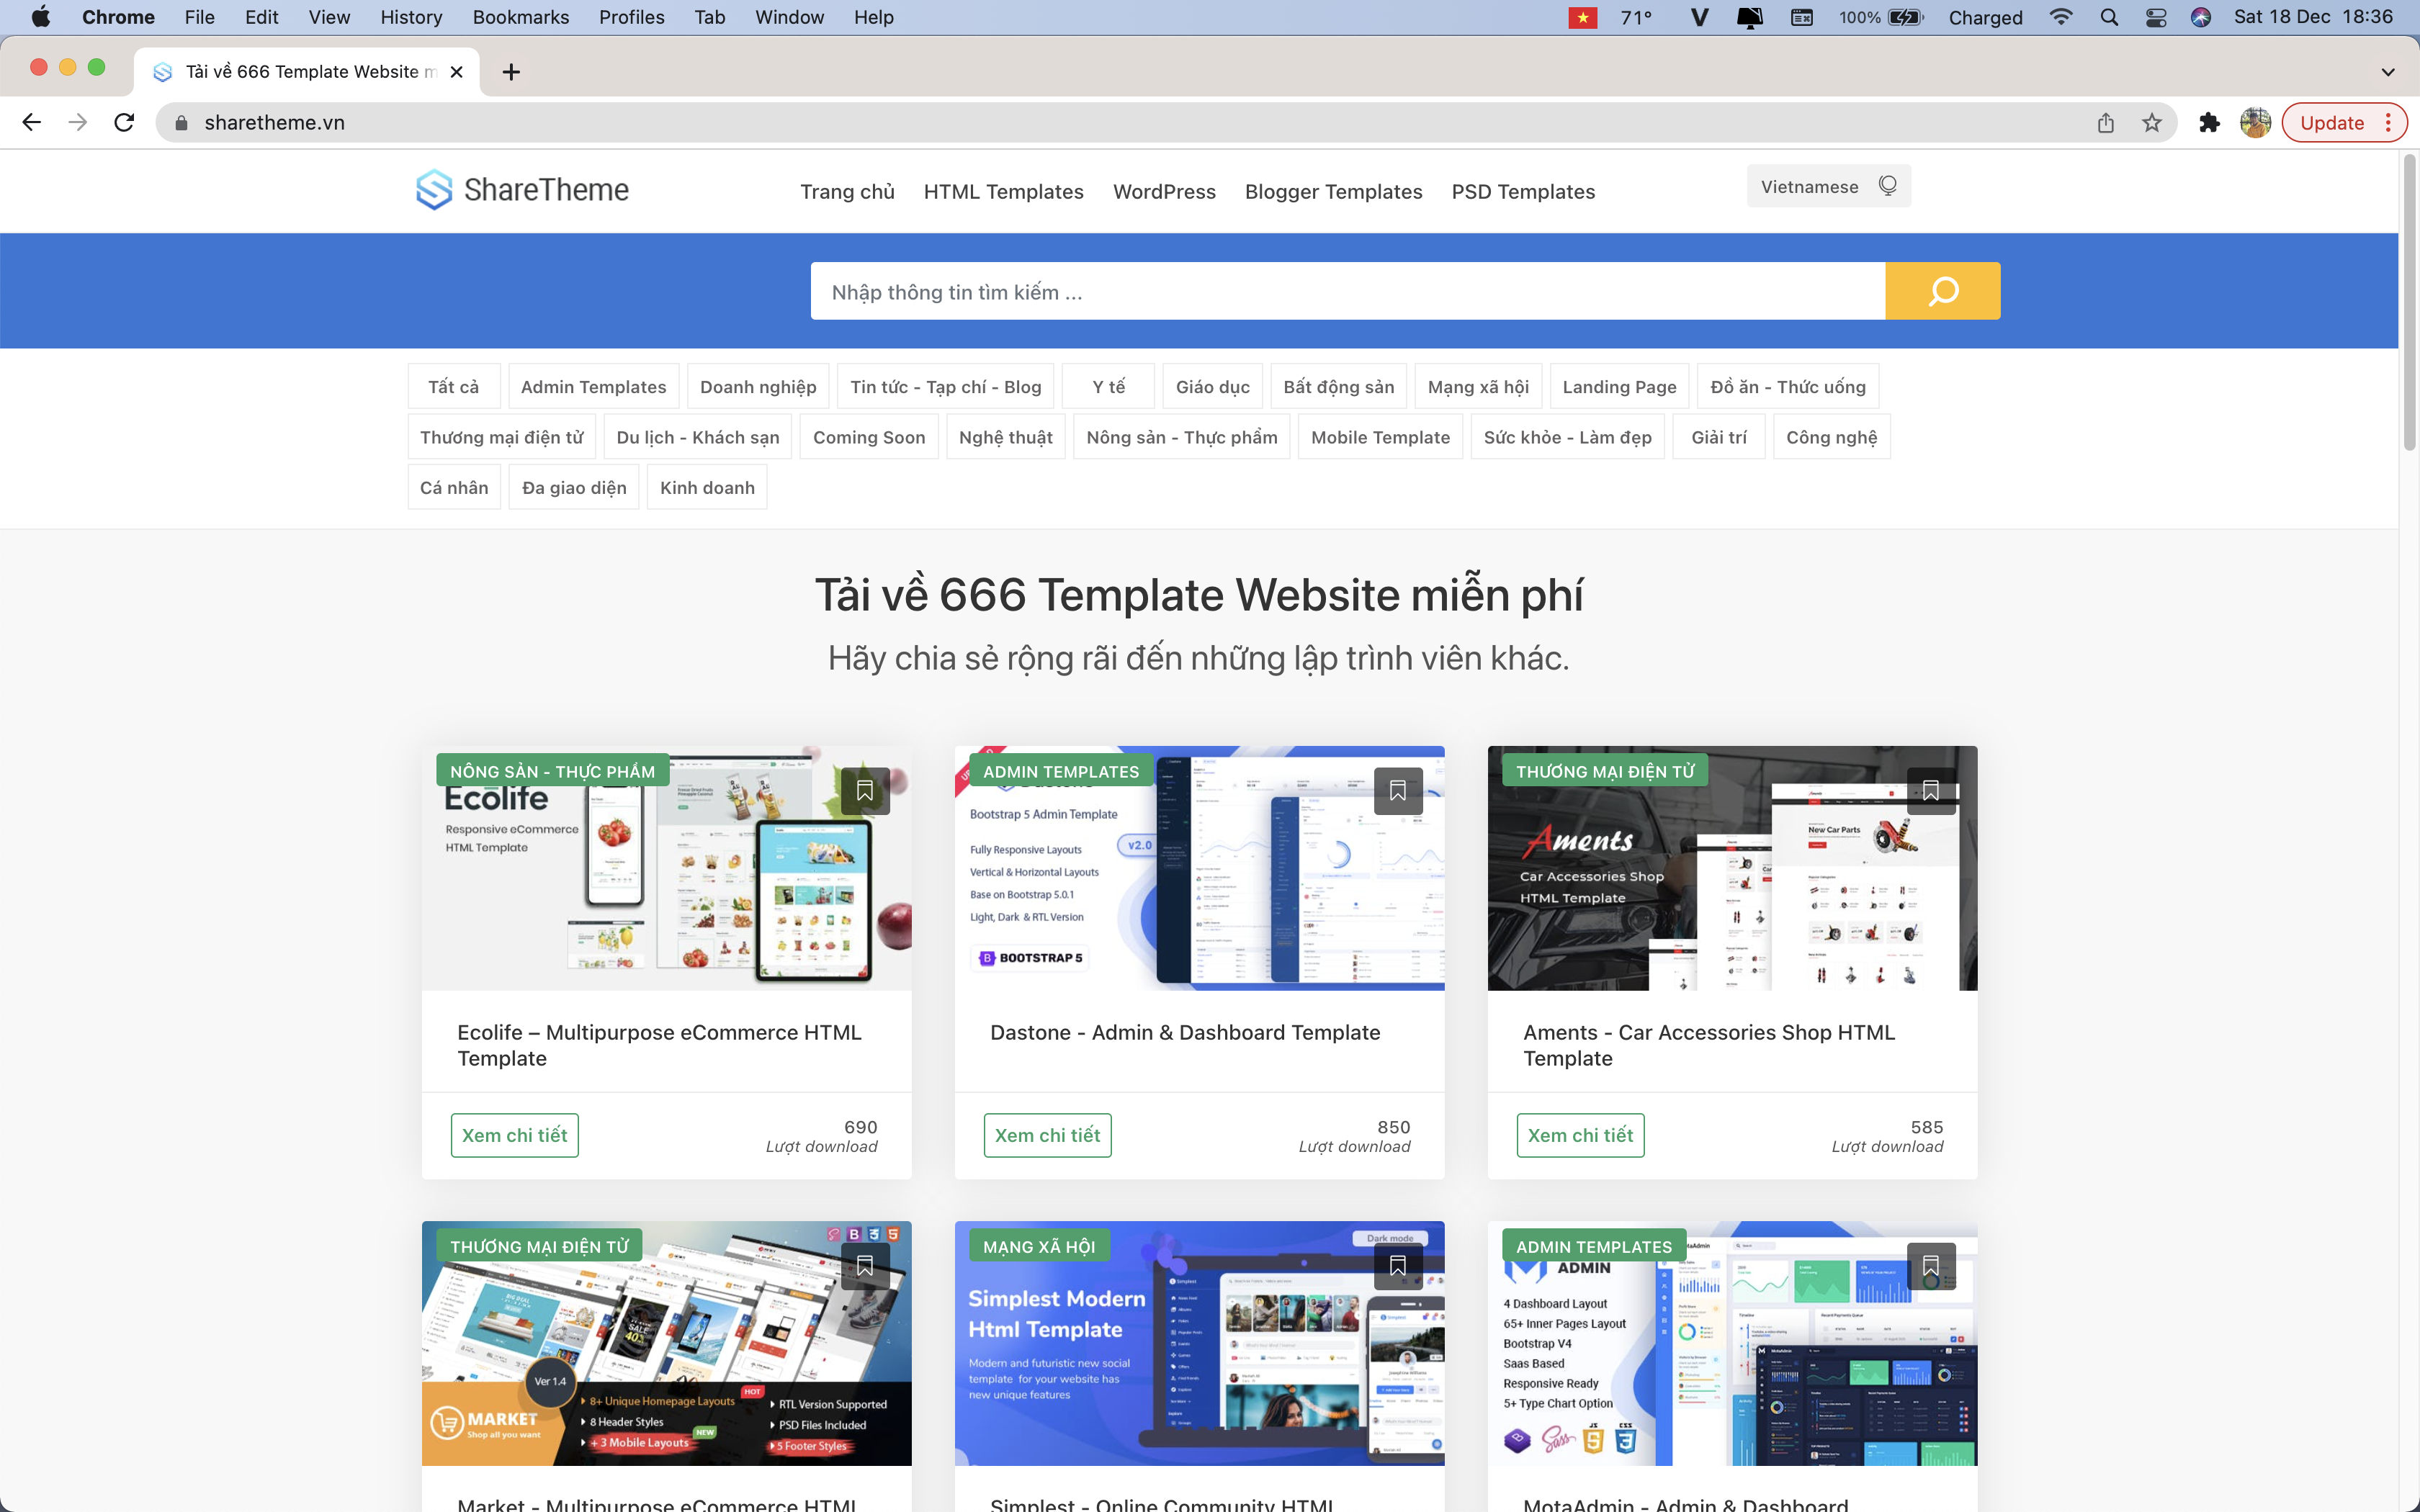 Chrome File Edit View History Bookmarks Profiles Tab Window Help 71° 100% Charged Sat 18 Dec 18:36
Tải về 666 Template Website m
sharetheme.vn Update
ShareTheme Trang chủ HTML Templates WordPress Blogger Templates PSD Templates Vietnamese
Nhập thông tin tìm kiếm ...
Tất cả Admin Templates Doanh nghiệp Tin tức - Tạp chí - Blog Y tế Giáo dục Bất động sản Mạng xã hội Landing Page Đồ ăn - Thức uống
Thương mại điện tử Du lịch - Khách sạn Coming Soon Nghệ thuật Nông sản - Thực phẩm Mobile Template Sức khỏe - Làm đẹp Giải trí Công nghệ
Cá nhân Đa giao diện Kinh doanh
Tải về 666 Template Website miễn phí
Hãy chia sẻ rộng rãi đến những lập trình viên khác.
NÔNG SẢN - THỰC PHẨM
Ecolife
Responsive eCommerce
HTML Template
Ecolife – Multipurpose eCommerce HTML
Template
Xem chi tiết
690
Lượt download
ADMIN TEMPLATES
Bootstrap 5 Admin Template
v2.0
Fully Responsive Layouts
Vertical & Horizontal Layouts
Base on Bootstrap 5.0.1
Light, Dark & RTL Version
B BOOTSTRAP 5
Dastone - Admin & Dashboard Template
Xem chi tiết
850
Lượt download
THƯƠNG MẠI ĐIỆN TỬ
Aments
Car Accessories Shop
HTML Template
New Car Parts
Aments - Car Accessories Shop HTML
Template
Xem chi tiết
585
Lượt download
THƯƠNG MẠI ĐIỆN TỬ
SALE
40%
Ver 1.4
MARKET
Shop all you want
8+ Unique Homepage Layouts
HOT
8 Header Styles
NEW
+ 3 Mobile Layouts
RTL Version Supported
PSD Files Included
5 Footer Styles
Market - Multipurpose eCommerce HTML
MẠNG XÃ HỘI
Dark mode
Simplest Modern
Html Template
Modern and futuristic new social
template for your website has
new unique features
Simplest - Online Community HTML
ADMIN TEMPLATES
ADMIN
4 Dashboard Layout
65+ Inner Pages Layout
Bootstrap V4
Saas Based
Responsive Ready
5+ Type Chart Option
Sass JS 5 CSS 3
MotaAdmin - Admin & Dashboard